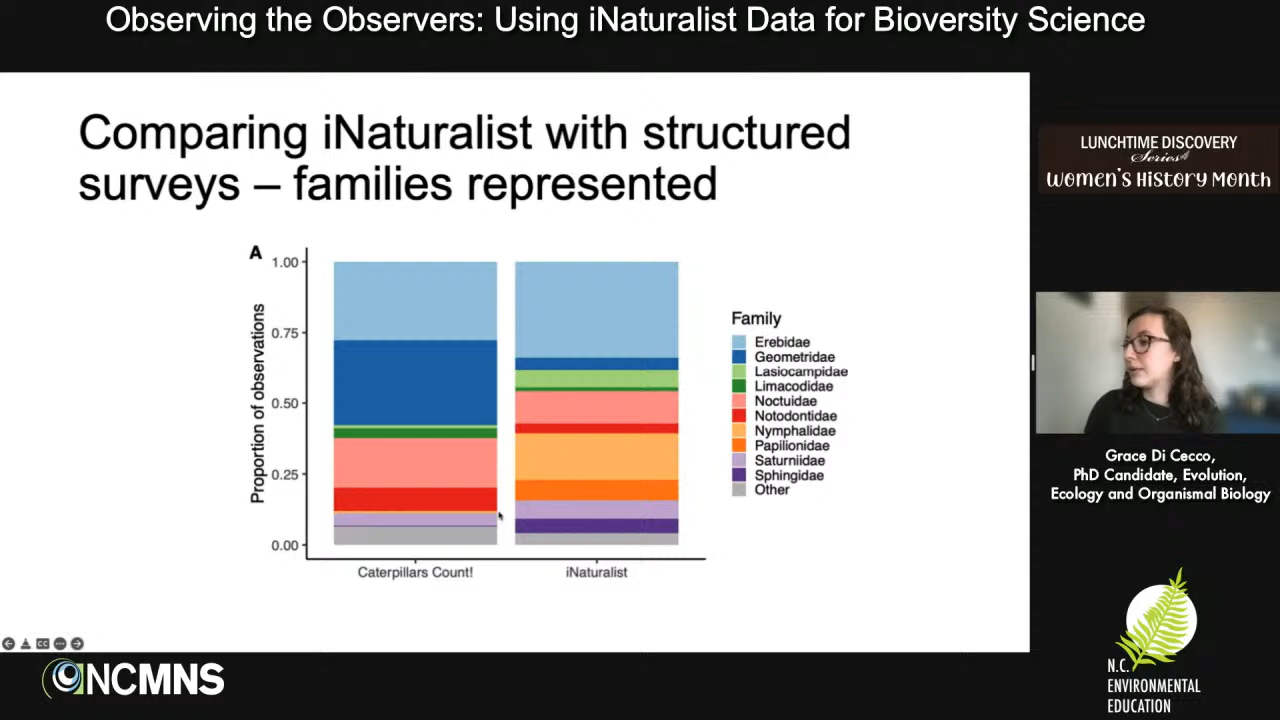 Observing the Observers: Using iNaturalist Data for Bioversity Science
Comparing iNaturalist with structured
surveys – families represented
A
Proportion of observations
1.00
0.75
0.50
0.25
0.00
Caterpillars Count!
iNaturalist
Family
Erebidae
Geometridae
Lasiocampidae
Limacodidae
Noctuidae
Notodontidae
Nymphalidae
Papilionidae
Saturniidae
Sphingidae
Other
LUNCHTIME DISCOVERY
Series
Women's History Month
Grace Di Cecco,
PhD Candidate, Evolution,
Ecology and Organismal Biology
CC
NCMNS
N.C.
ENVIRONMENTAL
EDUCATION